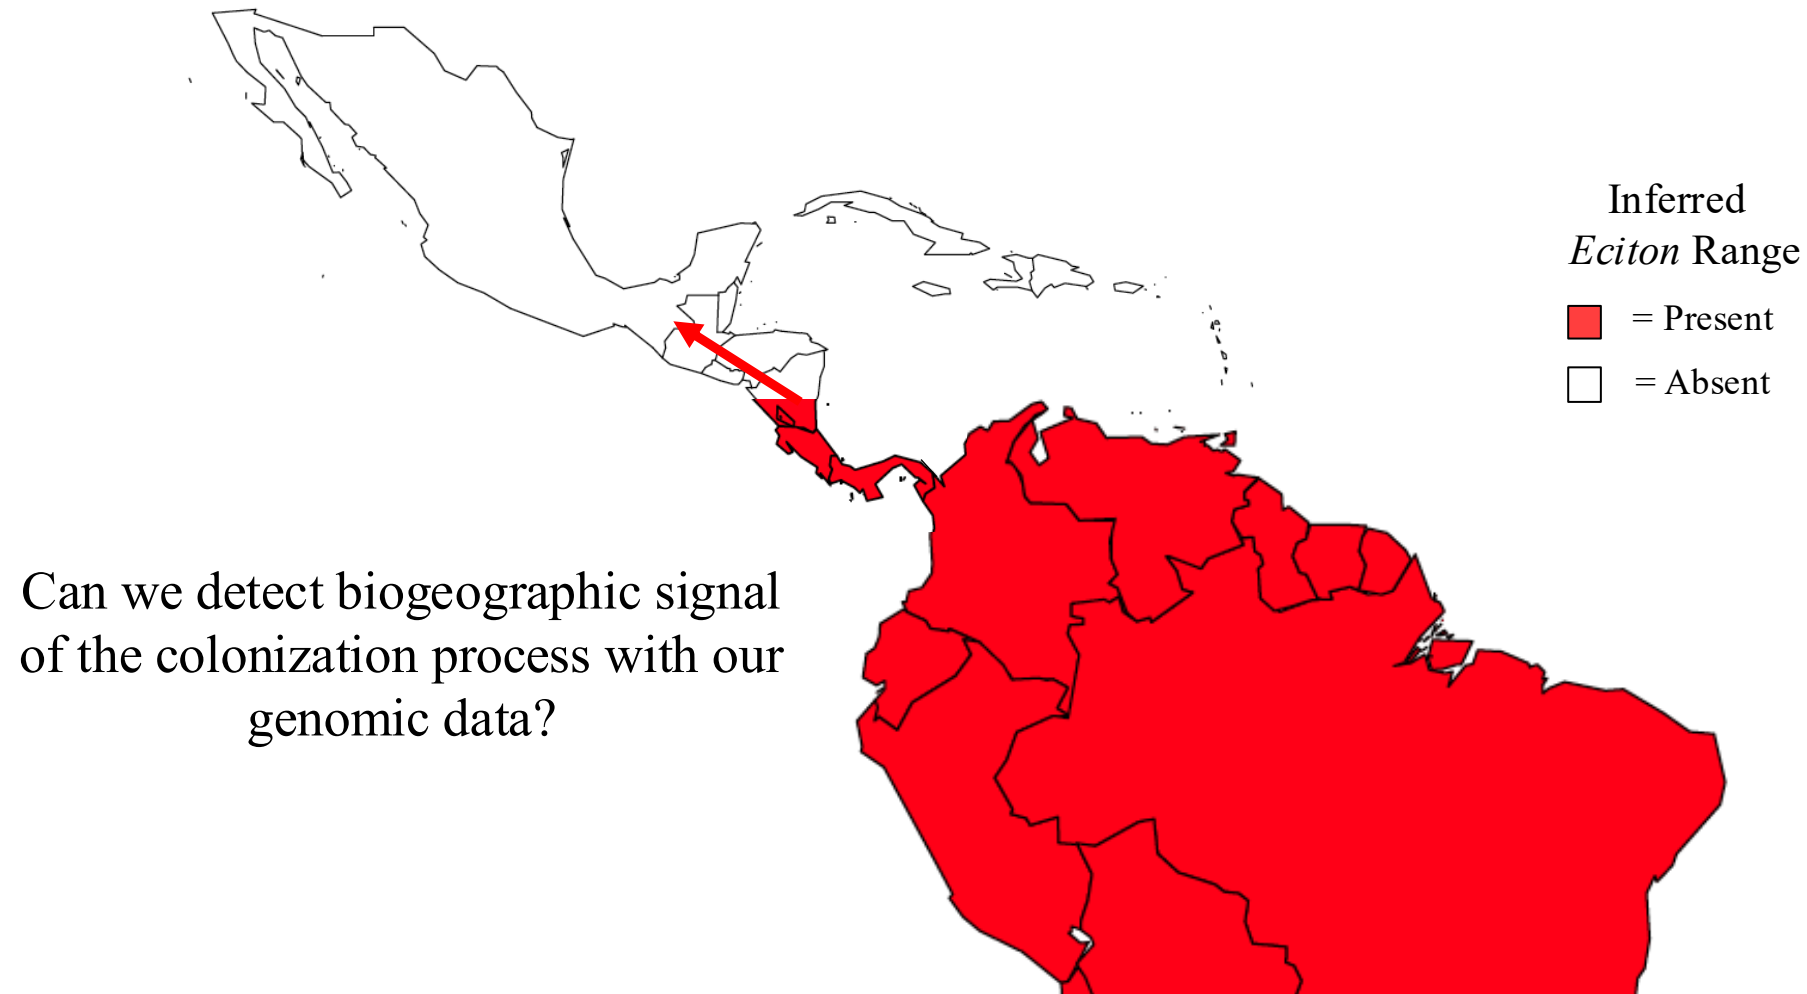 Inferred
Eciton Range
= Present
= Absent
Can we detect biogeographic signal
of the colonization process with our
genomic data?